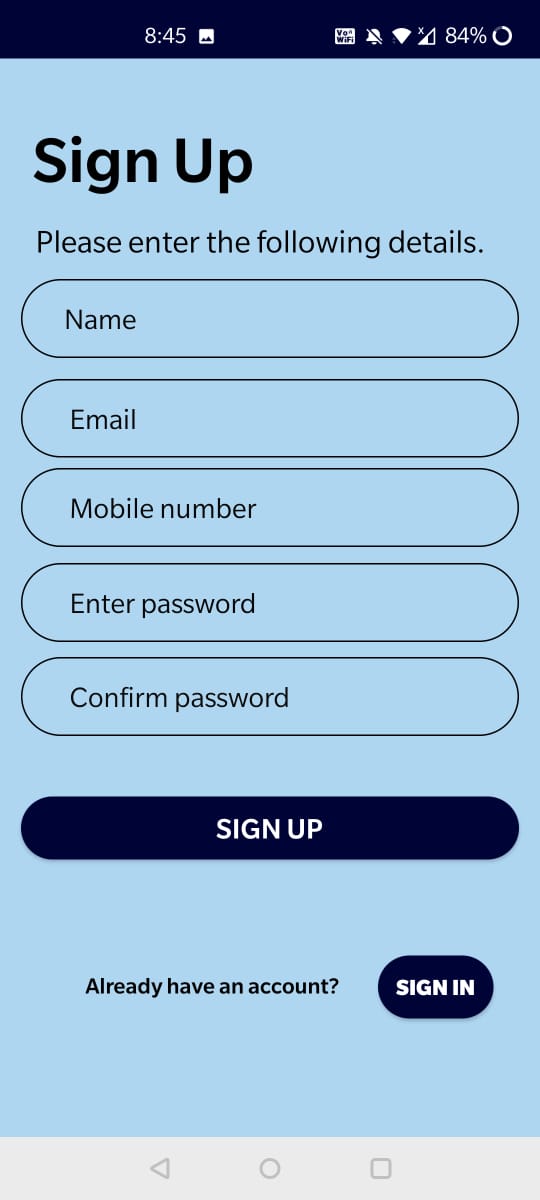 8:45
Vo» WiFi x 84%
Sign Up
Please enter the following details.
Name
Email
Mobile number
Enter password
Confirm password
SIGN UP
Already have an account? SIGN IN